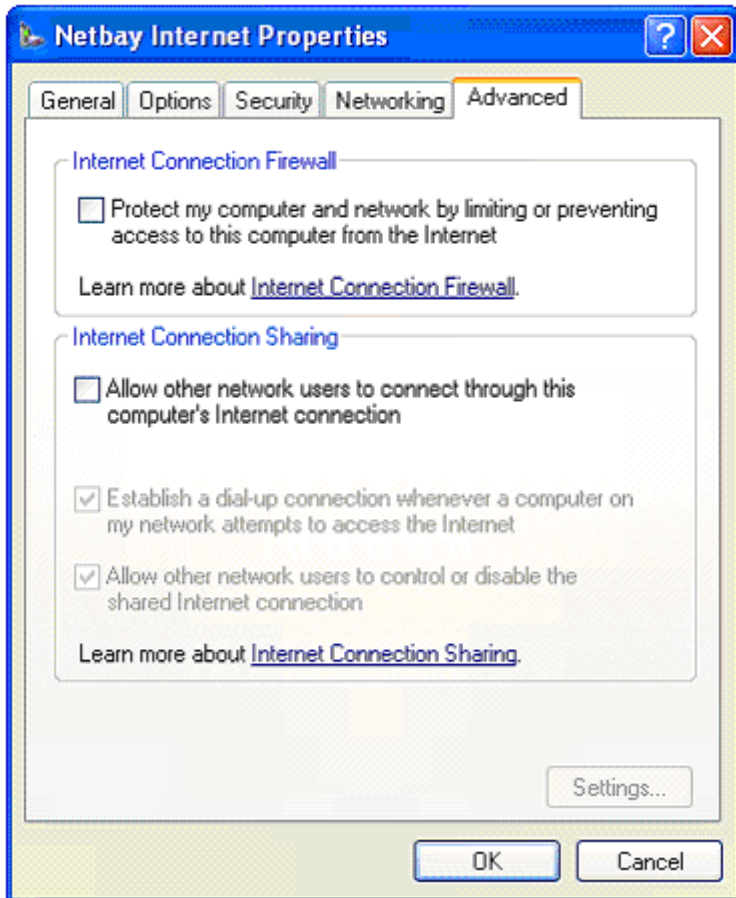 Netbay Internet Properties
General Options Security Networking Advanced
Internet Connection Firewall
Protect my computer and network by limiting or preventing
access to this computer from the Internet
Learn more about Internet Connection Firewall.
Internet Connection Sharing
Allow other network users to connect through this
computer's Internet connection
Establish a dial-up connection whenever a computer on
my network attempts to access the Internet
Allow other network users to control or disable the
shared Internet connection
Learn more about Internet Connection Sharing.
Settings...
OK Cancel